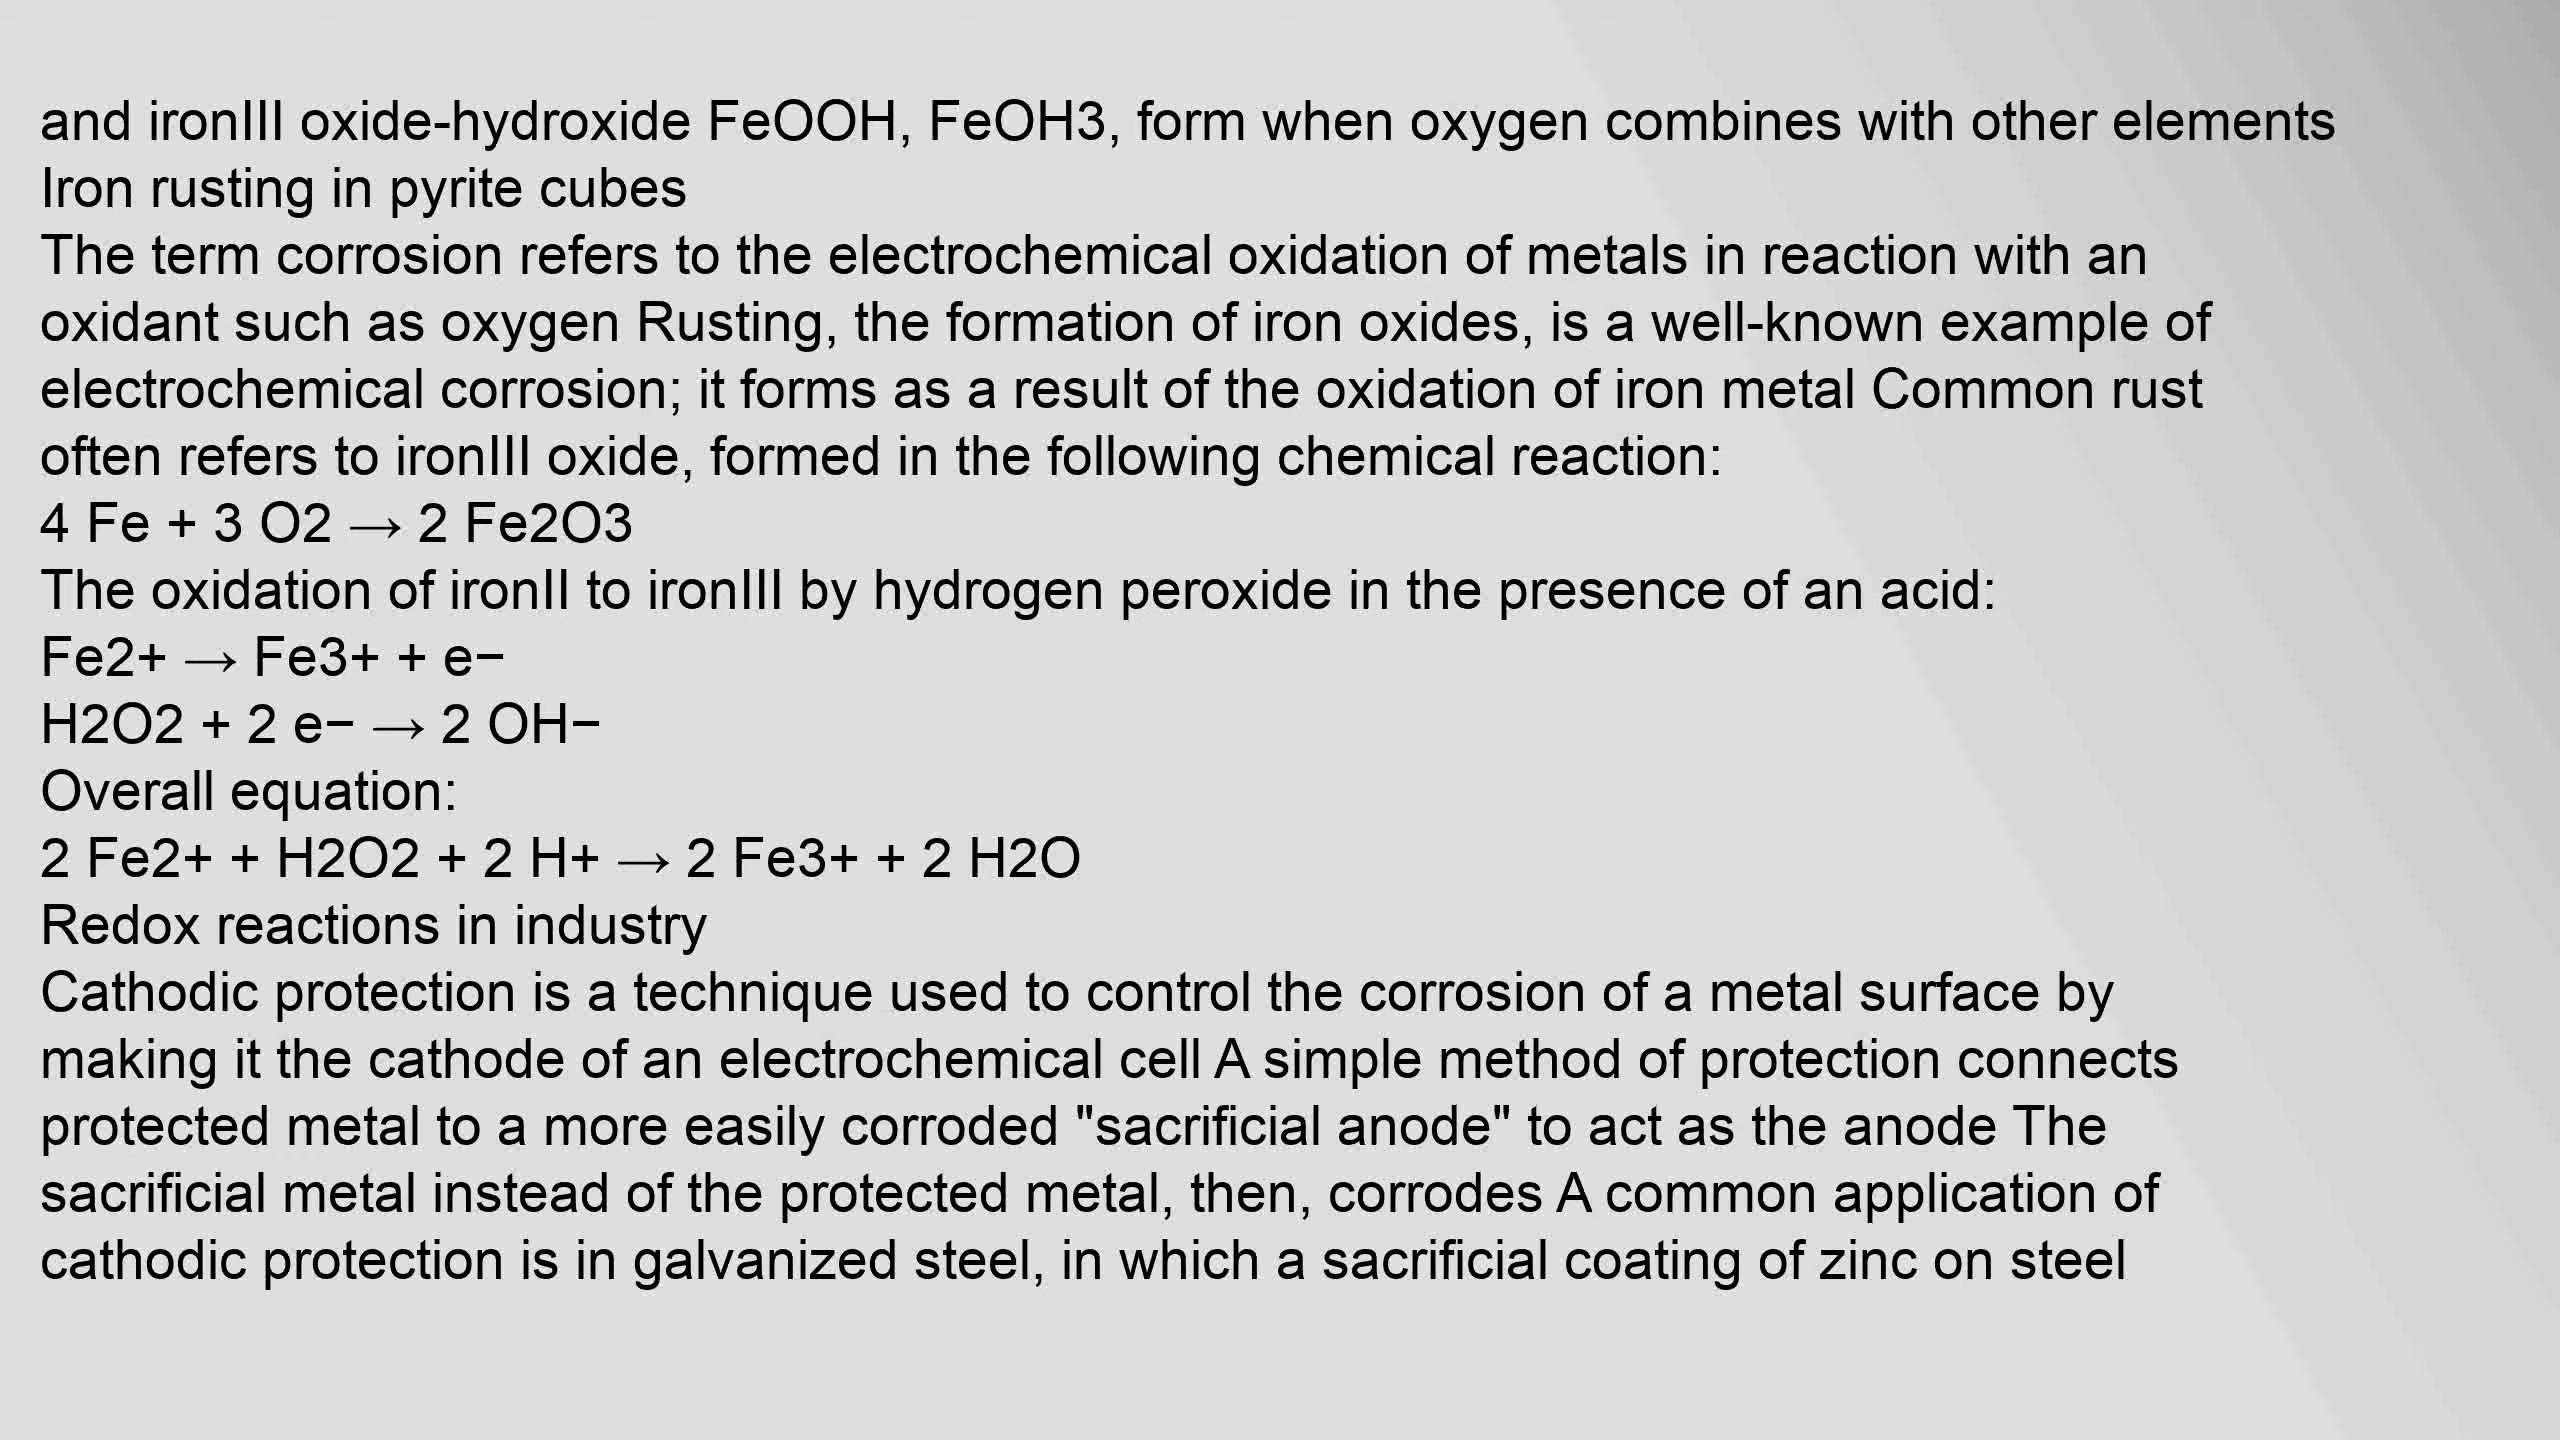 and ironIII oxide-hydroxide FeOOH, FeOH3, form when oxygen combines with other elements
Iron rusting in pyrite cubes
The term corrosion refers to the electrochemical oxidation of metals in reaction with an
oxidant such as oxygen Rusting, the formation of iron oxides, is a well-known example of
electrochemical corrosion; it forms as a result of the oxidation of iron metal Common rust
often refers to ironIII oxide, formed in the following chemical reaction:
4 Fe + 3 O2 → 2 Fe2O3
The oxidation of ironII to ironIII by hydrogen peroxide in the presence of an acid:
Fe2+ → Fe3+ + e−
H2O2 + 2 e− → 2 OH−
Overall equation:
2 Fe2+ + H2O2 + 2 H+ → 2 Fe3+ + 2 H2O
Redox reactions in industry
Cathodic protection is a technique used to control the corrosion of a metal surface by
making it the cathode of an electrochemical cell A simple method of protection connects
protected metal to a more easily corroded "sacrificial anode" to act as the anode The
sacrificial metal instead of the protected metal, then, corrodes A common application of
cathodic protection is in galvanized steel, in which a sacrificial coating of zinc on steel